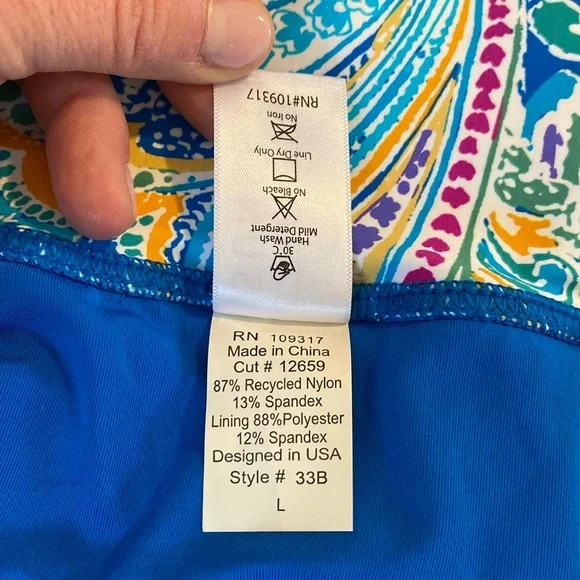 RN#109317
No Iron
Line Dry Only
No Bleach
Mild Detergent
Hand Wash
30°C
RN 109317
Made in China
Cut # 12659
87% Recycled Nylon
13% Spandex
Lining 88%Polyester
12% Spandex
Designed in USA
Style # 33B
L